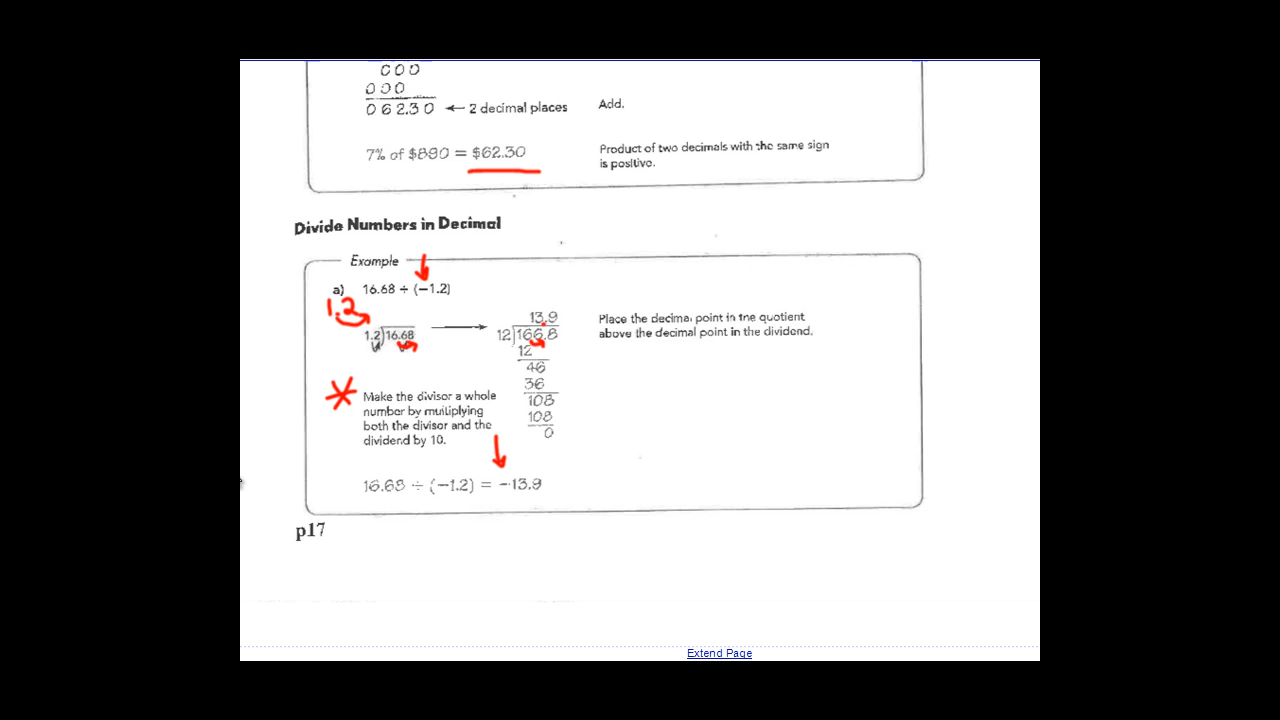 000
000
06230 ← 2 decimal places Add.
7% of $890 = $62.30 Product of two decimals with the same sign
is positive.
Divide Numbers in Decimal
Example
a) 16.68 ÷ (−1.2)
1.2
13.9
1.2)16.68 → 12)166.8
Place the decimal point in the quotient
above the decimal point in the dividend.
12
46
36
108
108
0
* Make the divisor a whole
number by multiplying
both the divisor and the
dividend by 10.
16.68 ÷ (−1.2) = −13.9
p17
Extend Page